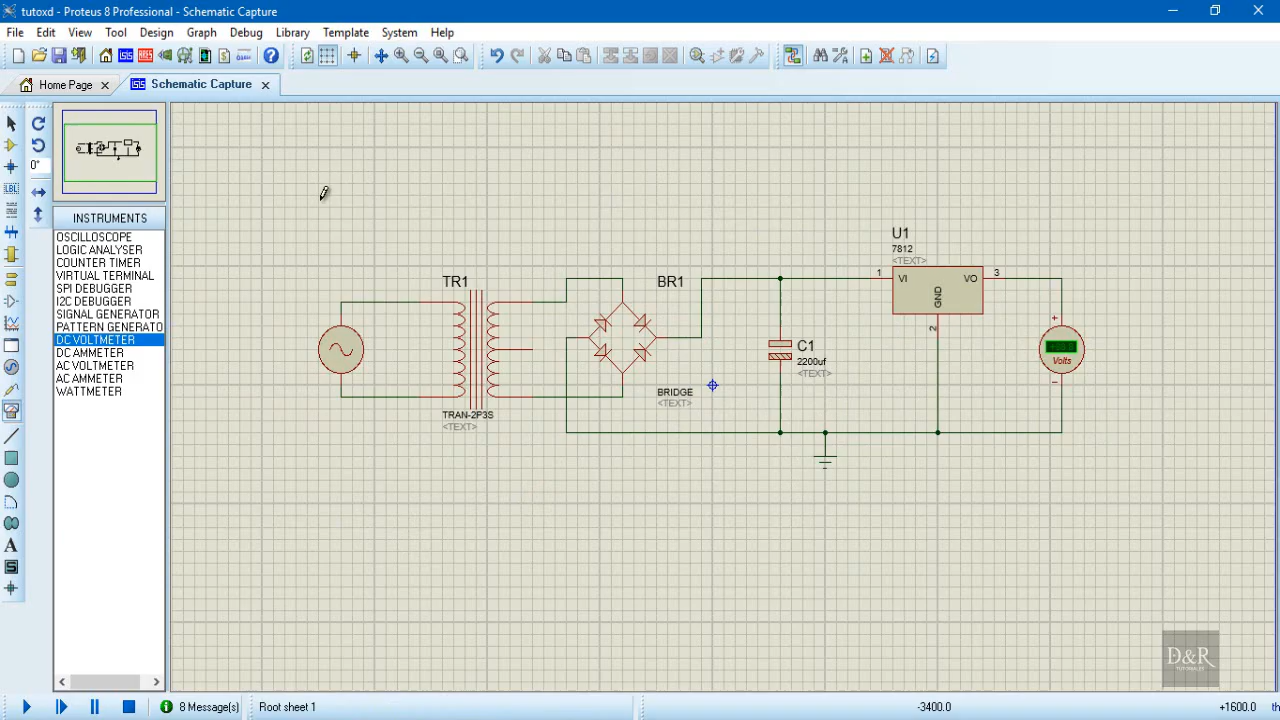 tutoxd - Proteus 8 Professional - Schematic Capture
File Edit View Tool Design Graph Debug Library Template System Help
Home Page
Schematic Capture
0°
LBL
INSTRUMENTS
OSCILLOSCOPE
LOGIC ANALYSER
COUNTER TIMER
VIRTUAL TERMINAL
SPI DEBUGGER
I2C DEBUGGER
SIGNAL GENERATOR
PATTERN GENERATO
DC VOLTMETER
DC AMMETER
AC VOLTMETER
AC AMMETER
WATTMETER
TR1
TRAN-2P3S
<TEXT>
BR1
BRIDGE
<TEXT>
C1
2200uf
<TEXT>
U1
7812
<TEXT>
1 VI VO 3
GND
2
+
Volts
−
D&R
TUTORIALES
8 Message(s) Root sheet 1 -3400.0 +1600.0 th